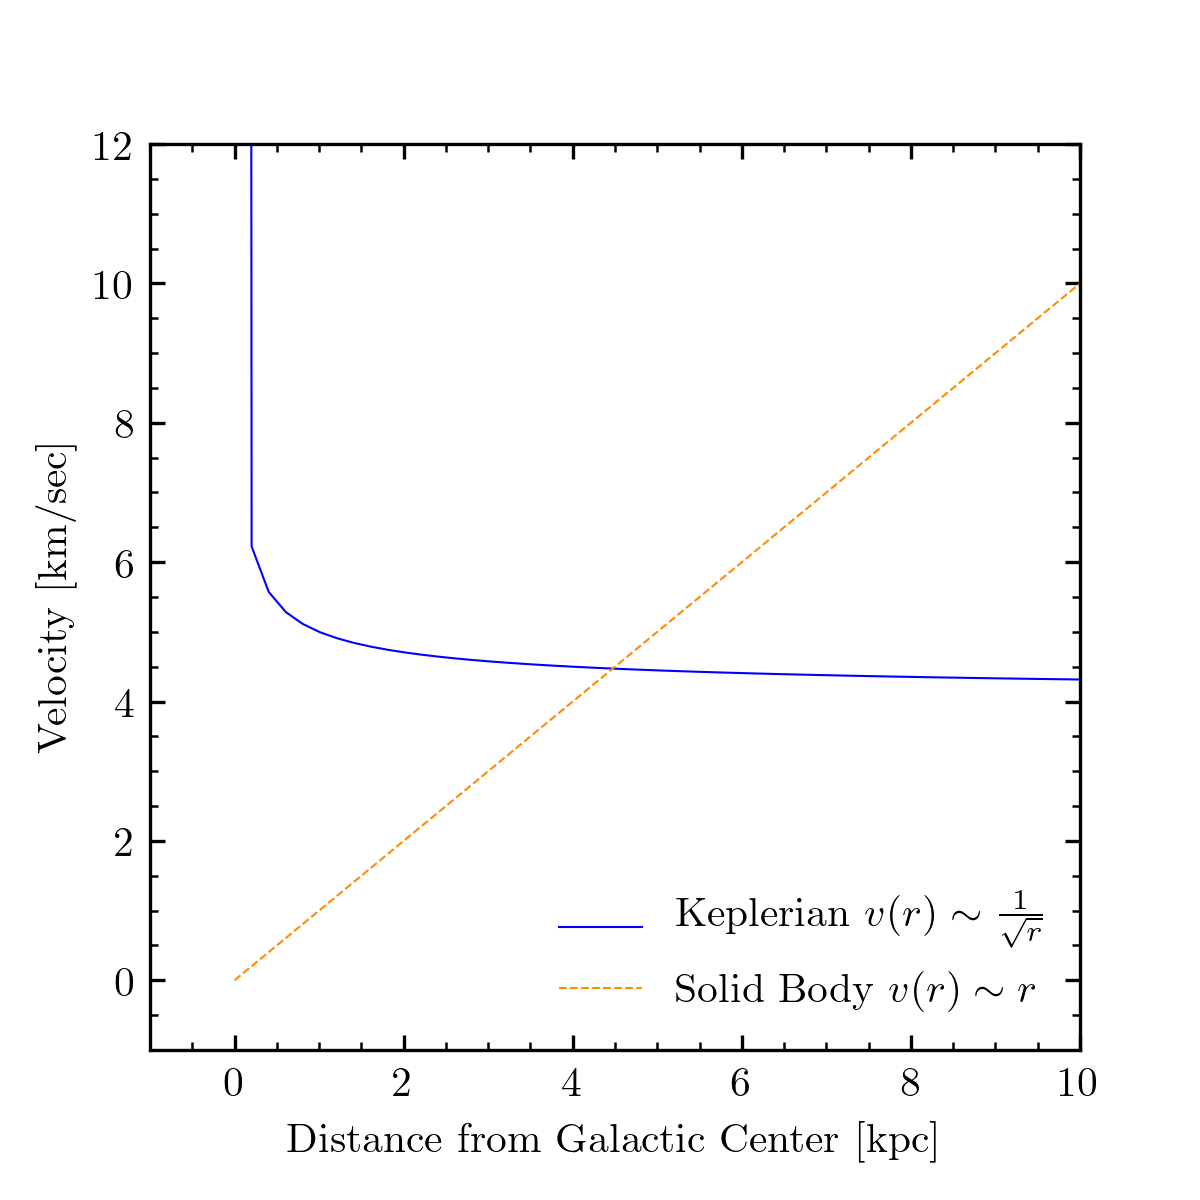 12
10
8
6
4
2
0
Velocity [km/sec]
Keplerian v(r) ∼ 1/√r
Solid Body v(r) ∼ r
0 2 4 6 8 10
Distance from Galactic Center [kpc]